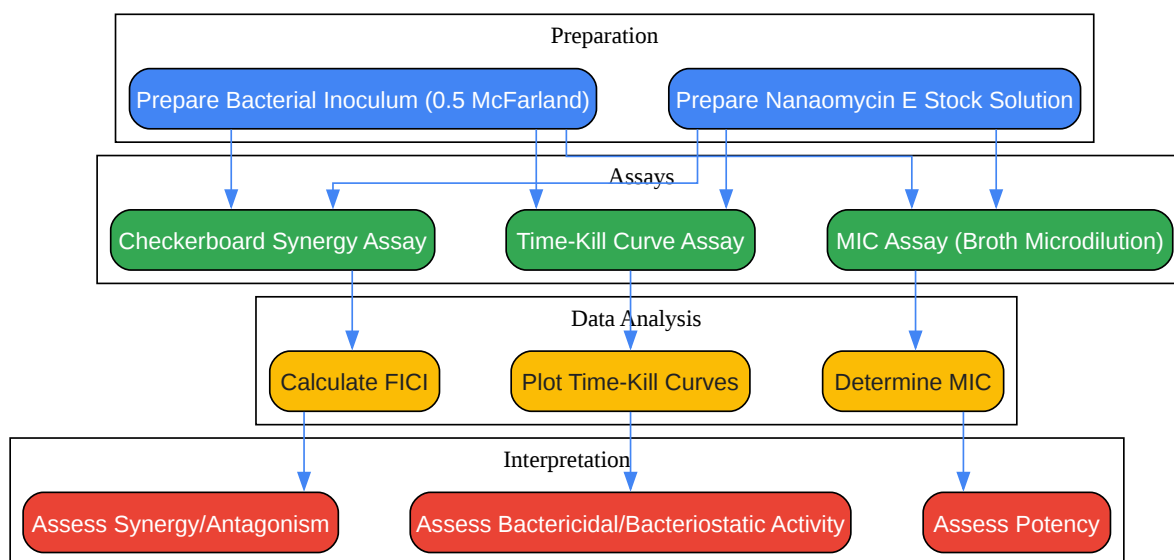 Preparation
Prepare Bacterial Inoculum (0.5 McFarland)
Prepare Nanaomycin E Stock Solution
Assays
Checkerboard Synergy Assay
Time-Kill Curve Assay
MIC Assay (Broth Microdilution)
Data Analysis
Calculate FICI
Plot Time-Kill Curves
Determine MIC
Interpretation
Assess Synergy/Antagonism
Assess Bactericidal/Bacteriostatic Activity
Assess Potency